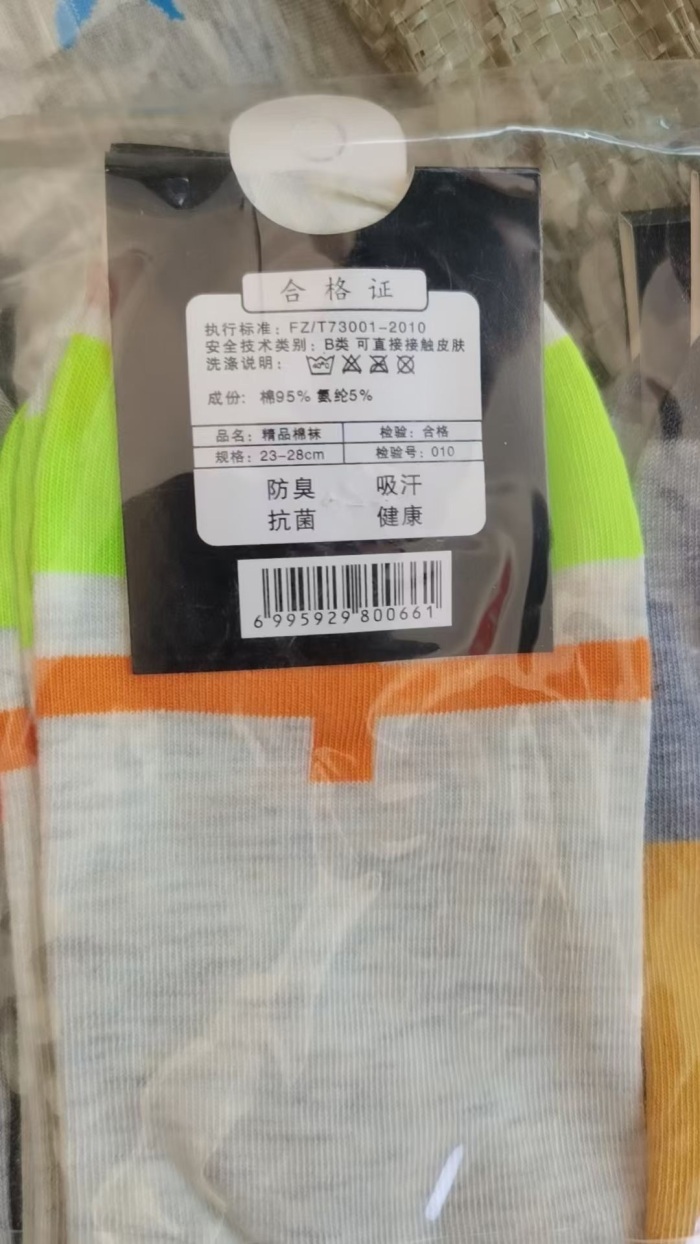 合格证
执行标准：FZ/T73001-2010
安全技术类别：B类 可直接接触皮肤
洗涤说明：
成份：棉95% 氨纶5%
品名：精品棉袜 检验：合格
规格：23-28cm 检验号：010
防臭 吸汗
抗菌 健康
6 995929 800661